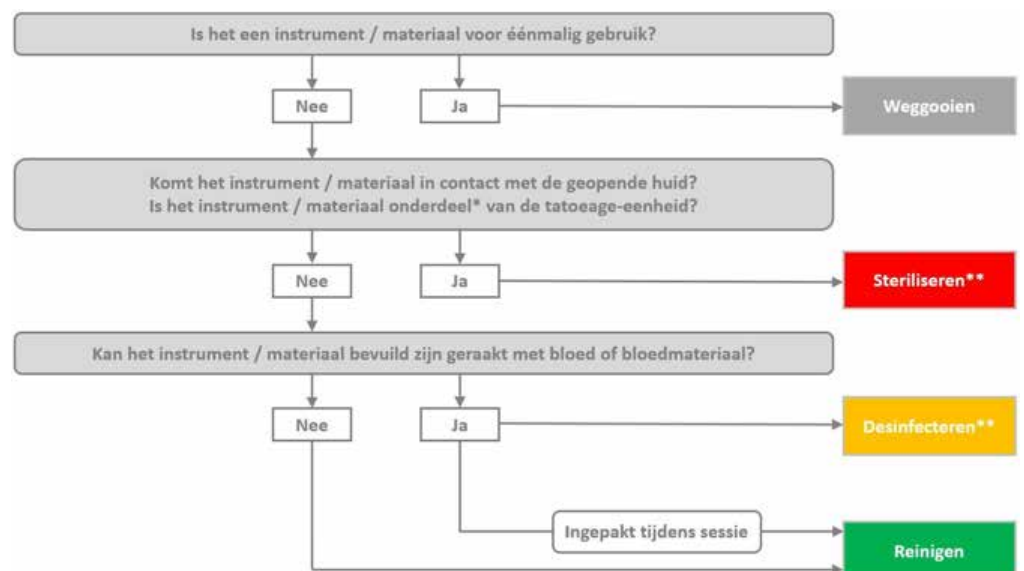 Is het een instrument / materiaal voor éénmalig gebruik?
Nee
Ja
Weggooien
Komt het instrument / materiaal in contact met de geopende huid?
Is het instrument / materiaal onderdeel* van de tatoeage-eenheid?
Nee
Ja
Steriliseren**
Kan het instrument / materiaal bevuild zijn geraakt met bloed of bloedmateriaal?
Nee
Ja
Desinfecteren**
Ingepakt tijdens sessie
Reinigen